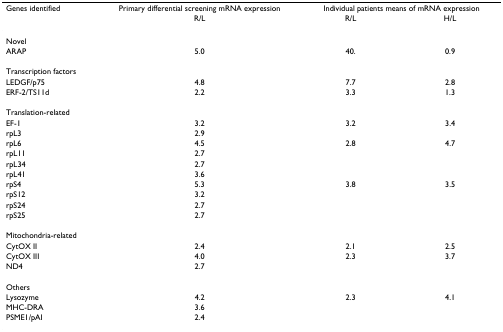 Genes identified Primary differential screening mRNA expression Individual patients means of mRNA expression
R/L R/L H/L
Novel
ARAP 5.0 40. 0.9
Transcription factors
LEDGF/p75 4.8 7.7 2.8
ERF-2/TS11d 2.2 3.3 1.3
Translation-related
EF-1 3.2 3.2 3.4
rpL3 2.9
rpL6 4.5 2.8 4.7
rpL11 2.7
rpL34 2.7
rpL41 3.6
rpS4 5.3 3.8 3.5
rpS12 3.2
rpS24 2.7
rpS25 2.7
Mitochondria-related
CytOX II 2.4 2.1 2.5
CytOX III 4.0 2.3 3.7
ND4 2.7
Others
Lysozyme 4.2 2.3 4.1
MHC-DRA 3.6
PSME1/pAI 2.4